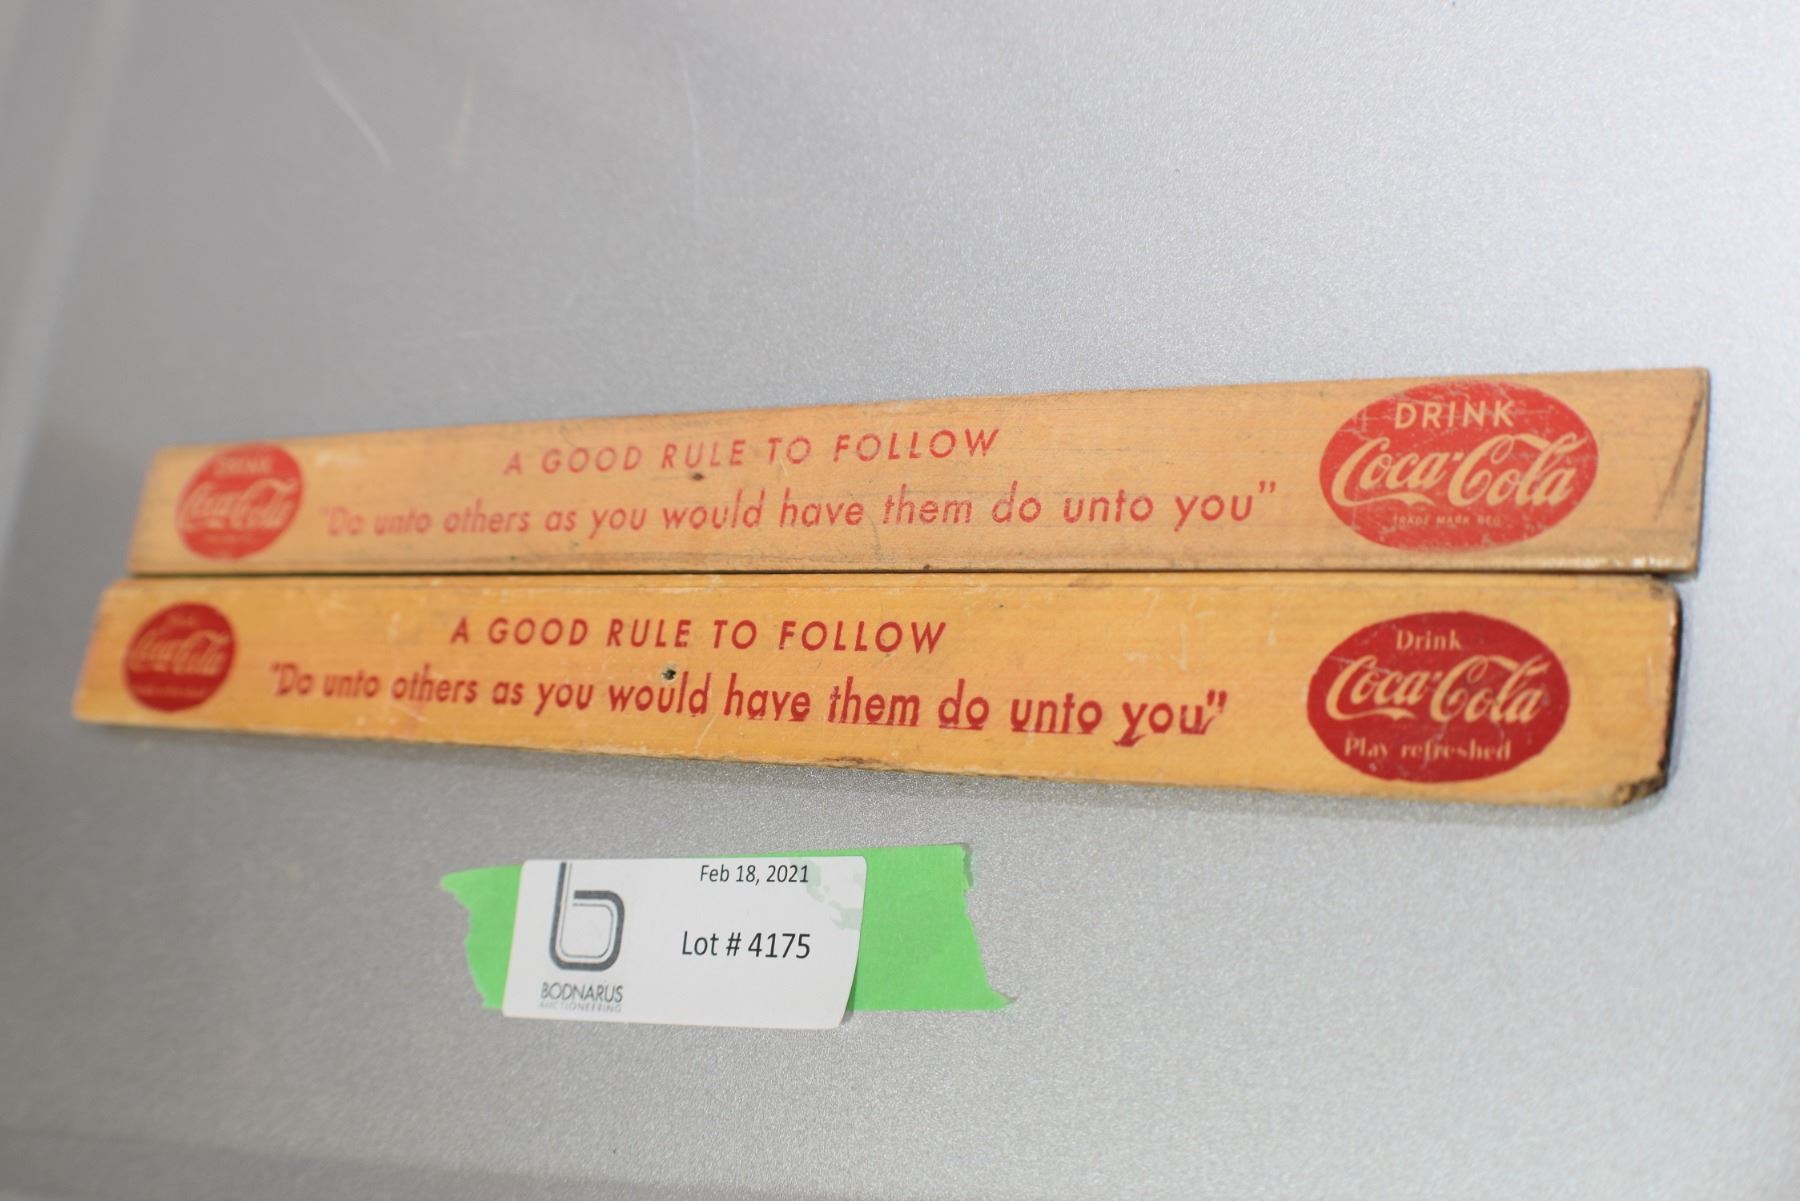 DRINK
Coca-Cola
A GOOD RULE TO FOLLOW
"Do unto others as you would have them do unto you"
DRINK
Coca-Cola
TRADE MARK REG
Coca-Cola
A GOOD RULE TO FOLLOW
"Do unto others as you would have them do unto you"
Drink
Coca-Cola
Play refreshed
Feb 18, 2021
Lot # 4175
BODNARUS
AUCTIONEERING